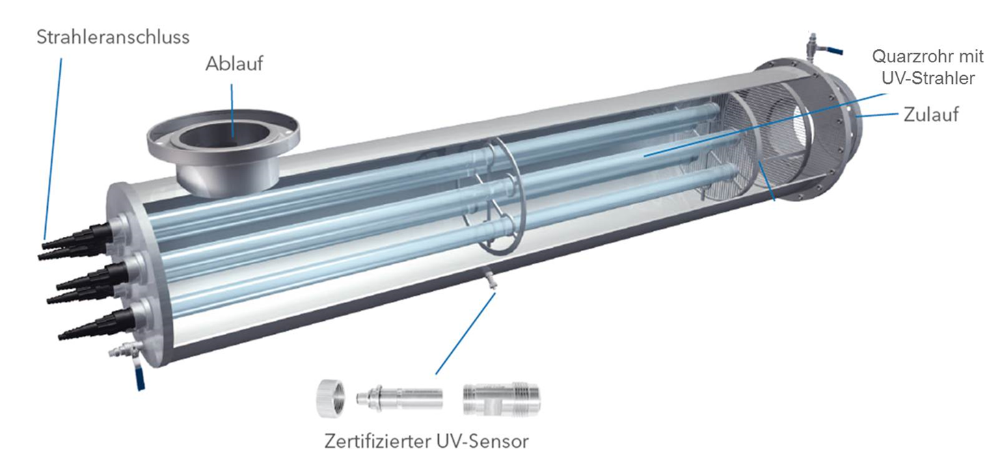 Strahleranschluss
Ablauf
Quarzrohr mit
UV-Strahler
Zulauf
Zertifizierter UV-Sensor